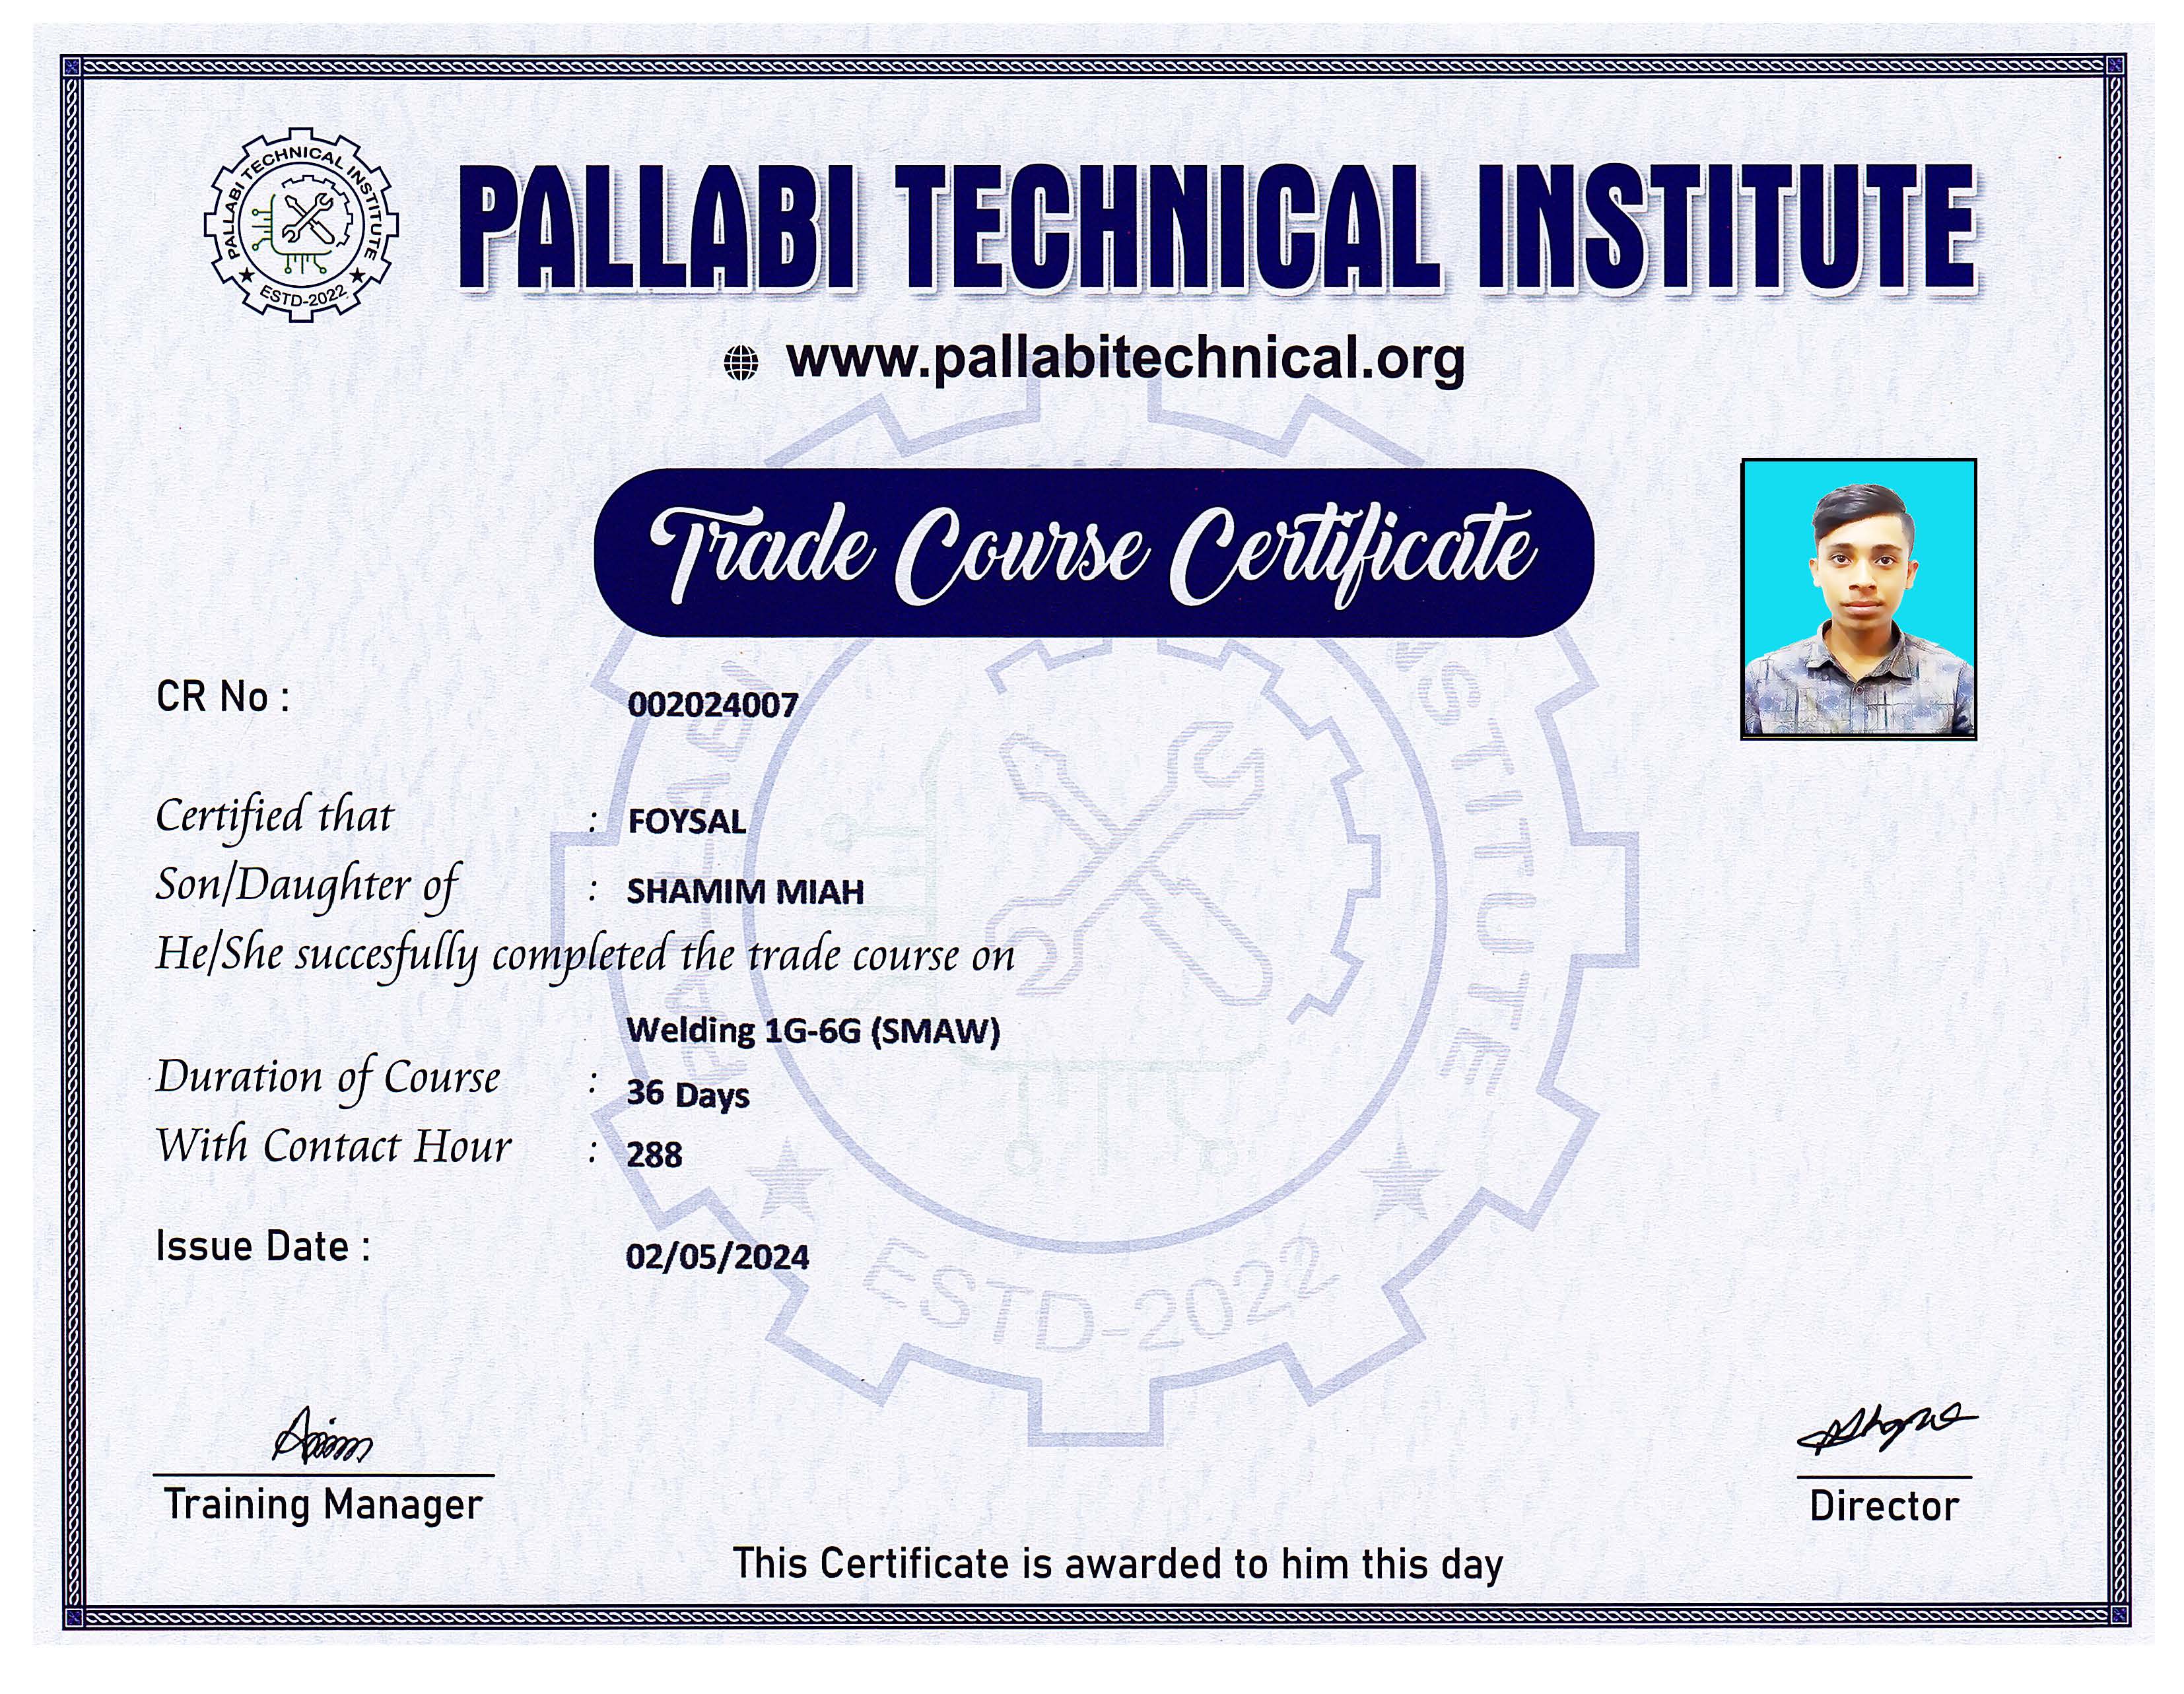 PALLABI TECHNICAL INSTITUTE
ESTD-2022
PALLABI TECHNICAL INSTITUTE
www.pallabitechnical.org
Trade Course Certificate
CR No : 002024007
Certified that : FOYSAL
Son/Daughter of : SHAMIM MIAH
He/She succesfully completed the trade course on
Welding 1G-6G (SMAW)
Duration of Course : 36 Days
With Contact Hour : 288
Issue Date : 02/05/2024
ESTD-2022
Training Manager
Director
This Certificate is awarded to him this day